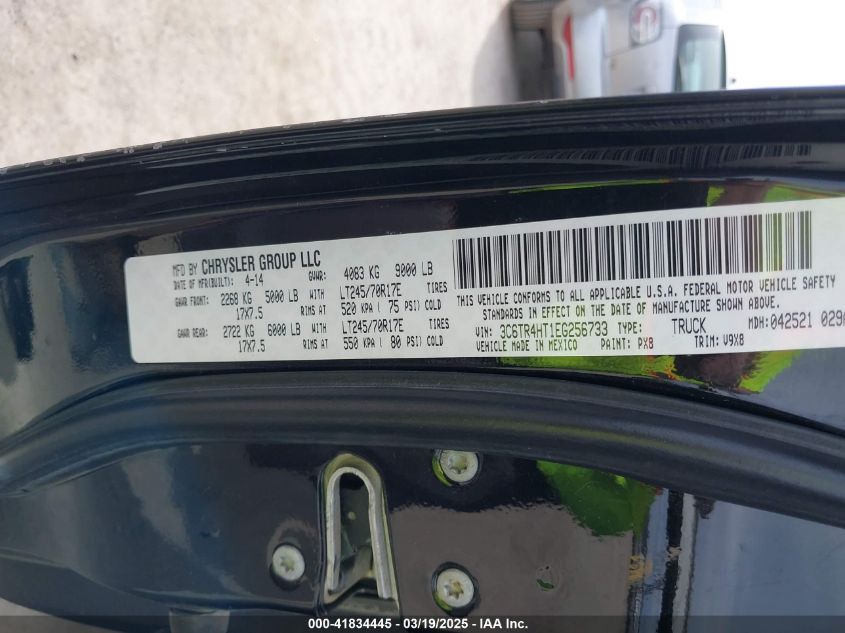 MFD BY CHRYSLER GROUP LLC
DATE OF MFR(BUILT): 4-14 GVWR: 4083 KG 9000 LB
GAWR FRONT: 2268 KG 5000 LB WITH LT245/70R17E TIRES
17X7.5 RIMS AT 520 KPA ( 75 PSI) COLD
GAWR REAR: 2722 KG 6000 LB WITH LT245/70R17E TIRES
17X7.5 RIMS AT 550 KPA ( 80 PSI) COLD
THIS VEHICLE CONFORMS TO ALL APPLICABLE U.S.A. FEDERAL MOTOR VEHICLE SAFETY
STANDARDS IN EFFECT ON THE DATE OF MANUFACTURE SHOWN ABOVE.
VIN: 3C6TR4HT1EG256733 TYPE: TRUCK MDH:042521 029
VEHICLE MADE IN MEXICO PAINT: PX8 TRIM: V9X8
000-41834445 - 03/19/2025 - IAA Inc.